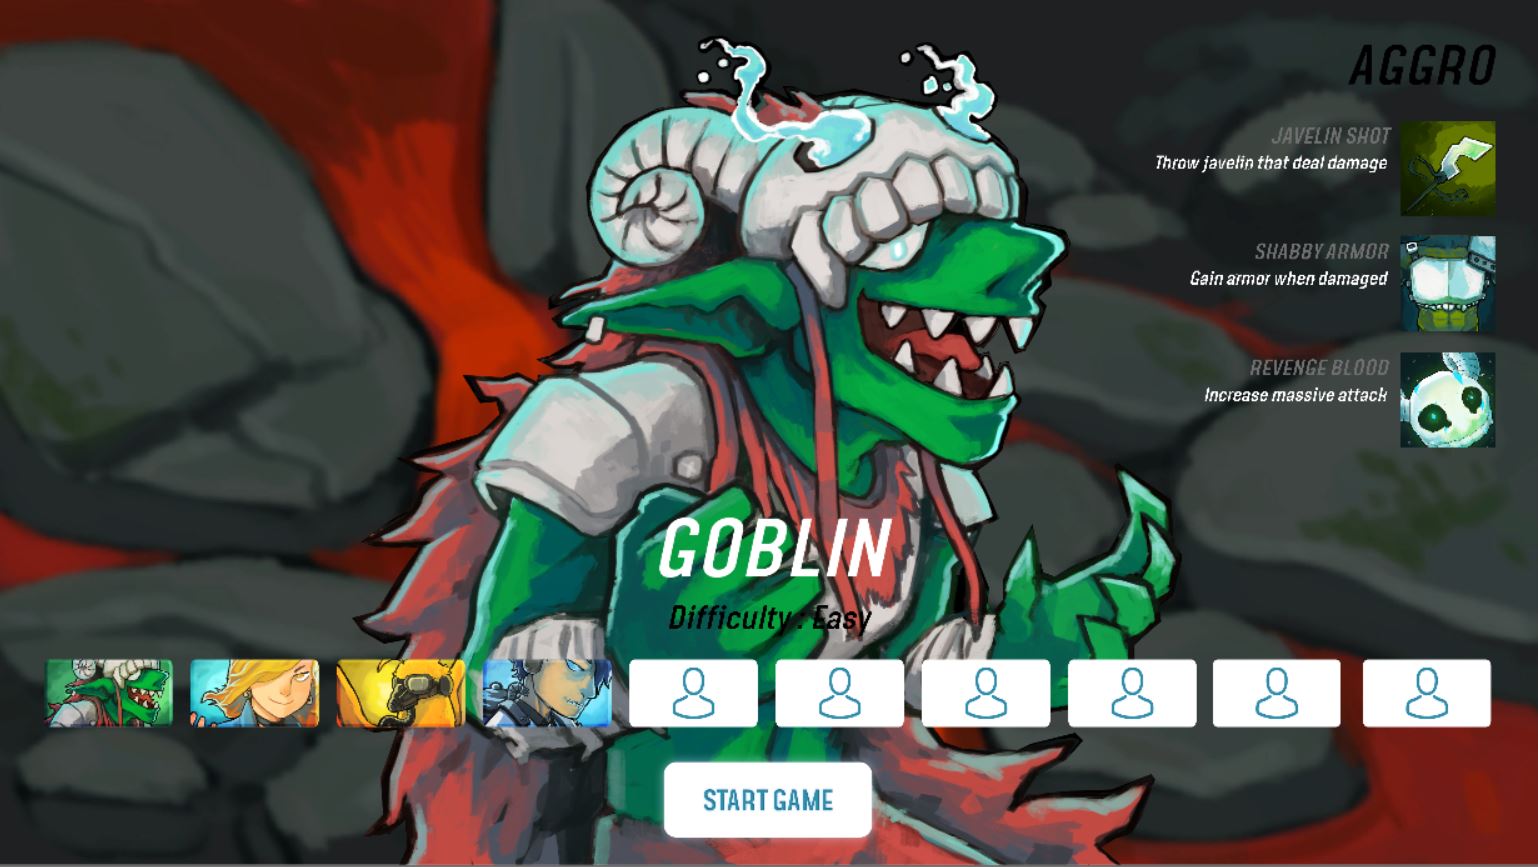 AGGRO
JAVELIN SHOT
Throw javelin that deal damage
SHABBY ARMOR
Gain armor when damaged
REVENGE BLOOD
Increase massive attack
GOBLIN
Difficulty : Easy
START GAME